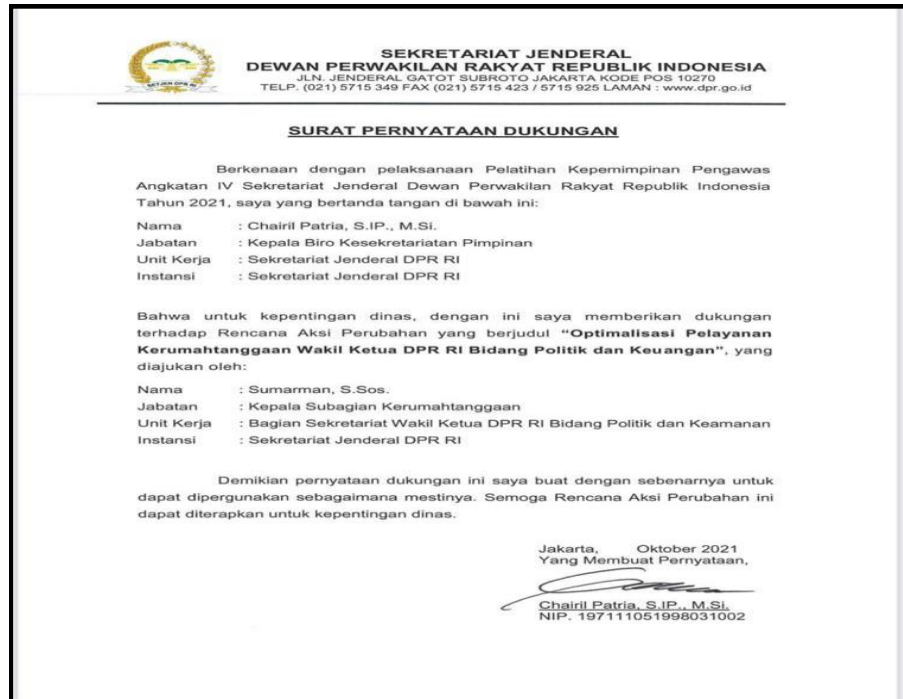 SEKRETARIAT JENDERAL
DEWAN PERWAKILAN RAKYAT REPUBLIK INDONESIA
JLN. JENDERAL GATOT SUBROTO JAKARTA KODE POS 10270
TELP. (021) 5715 349 FAX (021) 5715 423 / 5715 925 LAMAN : www.dpr.go.id
SETJEN DPR RI
SURAT PERNYATAAN DUKUNGAN
Berkenaan dengan pelaksanaan Pelatihan Kepemimpinan Pengawas
Angkatan IV Sekretariat Jenderal Dewan Perwakilan Rakyat Republik Indonesia
Tahun 2021, saya yang bertanda tangan di bawah ini:
Nama : Chairil Patria, S.IP., M.Si.
Jabatan : Kepala Biro Kesekretariatan Pimpinan
Unit Kerja : Sekretariat Jenderal DPR RI
Instansi : Sekretariat Jenderal DPR RI
Bahwa untuk kepentingan dinas, dengan ini saya memberikan dukungan
terhadap Rencana Aksi Perubahan yang berjudul “Optimalisasi Pelayanan
Kerumahtanggaan Wakil Ketua DPR RI Bidang Politik dan Keuangan”, yang
diajukan oleh:
Nama : Sumarman, S.Sos.
Jabatan : Kepala Subagian Kerumahtanggaan
Unit Kerja : Bagian Sekretariat Wakil Ketua DPR RI Bidang Politik dan Keamanan
Instansi : Sekretariat Jenderal DPR RI
Demikian pernyataan dukungan ini saya buat dengan sebenarnya untuk
dapat dipergunakan sebagaimana mestinya. Semoga Rencana Aksi Perubahan ini
dapat diterapkan untuk kepentingan dinas.
Jakarta, Oktober 2021
Yang Membuat Pernyataan,
Chairil Patria, S.IP., M.Si.
NIP. 197111051998031002